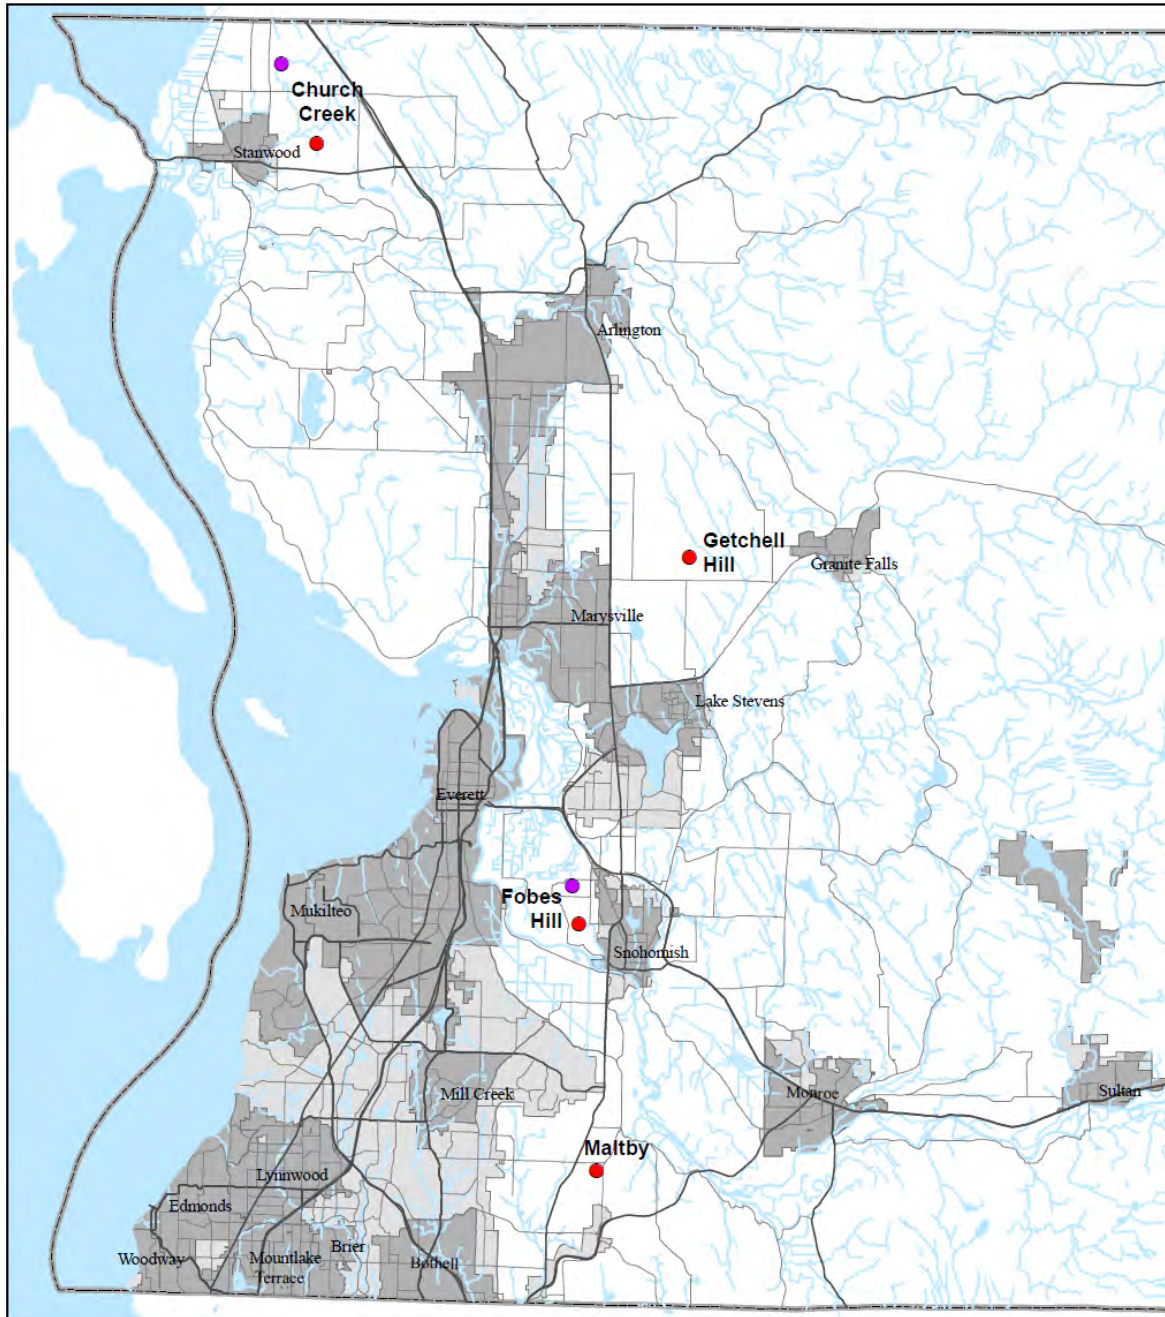 Church
Creek
Stanwood
Arlington
Getchell
Hill
Granite Falls
Marysville
Lake Stevens
Everett
Fobes
Hill
Mukilteo
Snohomish
Mill Creek
Monroe
Sultan
Maltby
Lynnwood
Edmonds
Brier
Woodway
Mountlake
Terrace
Bothell